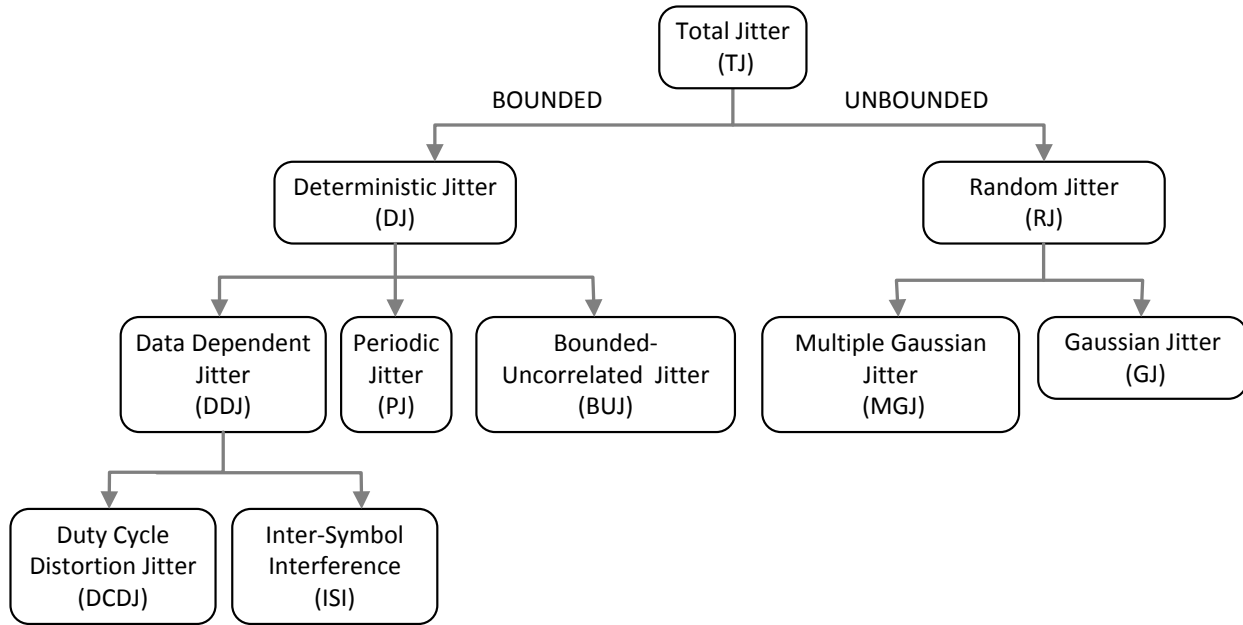 Total Jitter
(TJ)
BOUNDED
UNBOUNDED
Deterministic Jitter
(DJ)
Random Jitter
(RJ)
Data Dependent
Jitter
(DDJ)
Periodic
Jitter
(PJ)
Bounded-
Uncorrelated Jitter
(BUJ)
Multiple Gaussian
Jitter
(MGJ)
Gaussian Jitter
(GJ)
Duty Cycle
Distortion Jitter
(DCDJ)
Inter-Symbol
Interference
(ISI)